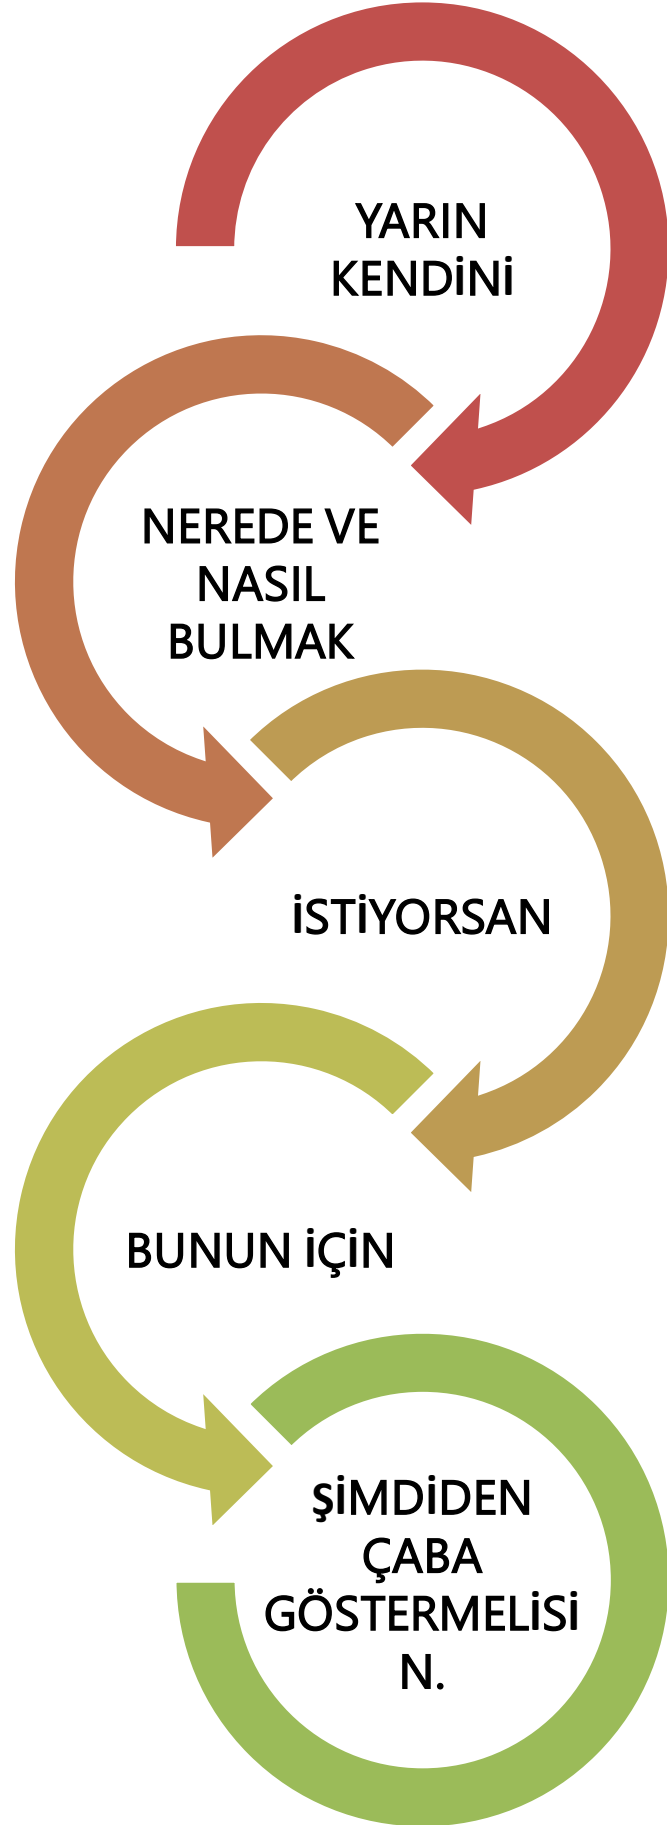 YARIN
KENDİNİ
NEREDE VE
NASIL
BULMAK
İSTİYORSAN
BUNUN İÇİN
ŞİMDİDEN
ÇABA
GÖSTERMELİSİ
N.